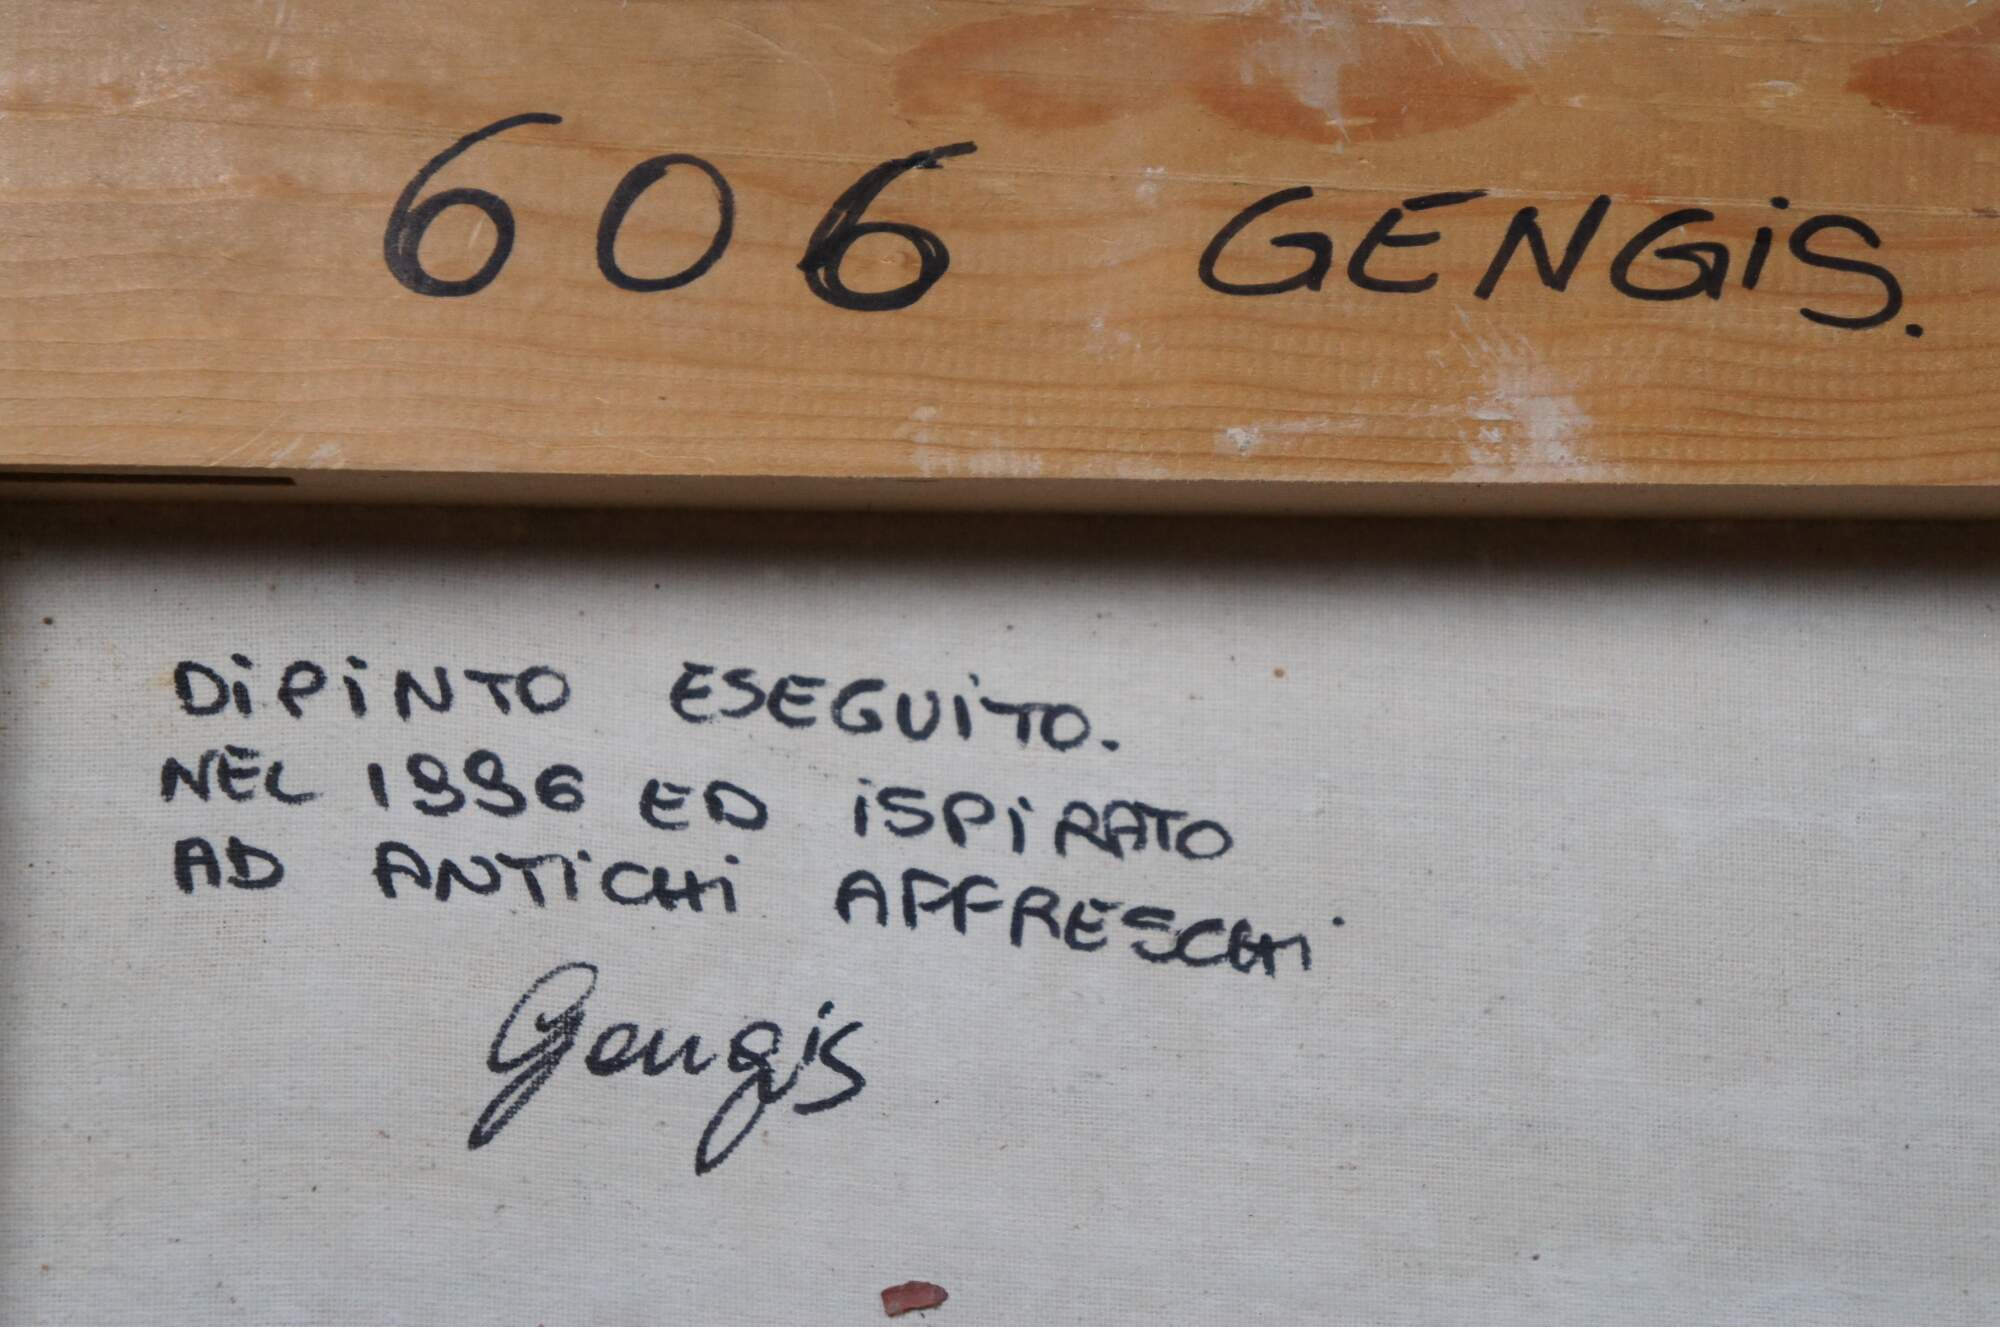 606 GENGiS.
DiPiNTO ESEGUiTO.
NEL 1996 ED iSPiRATO
AD ANTiCHi AFFRESCHi
Gengis